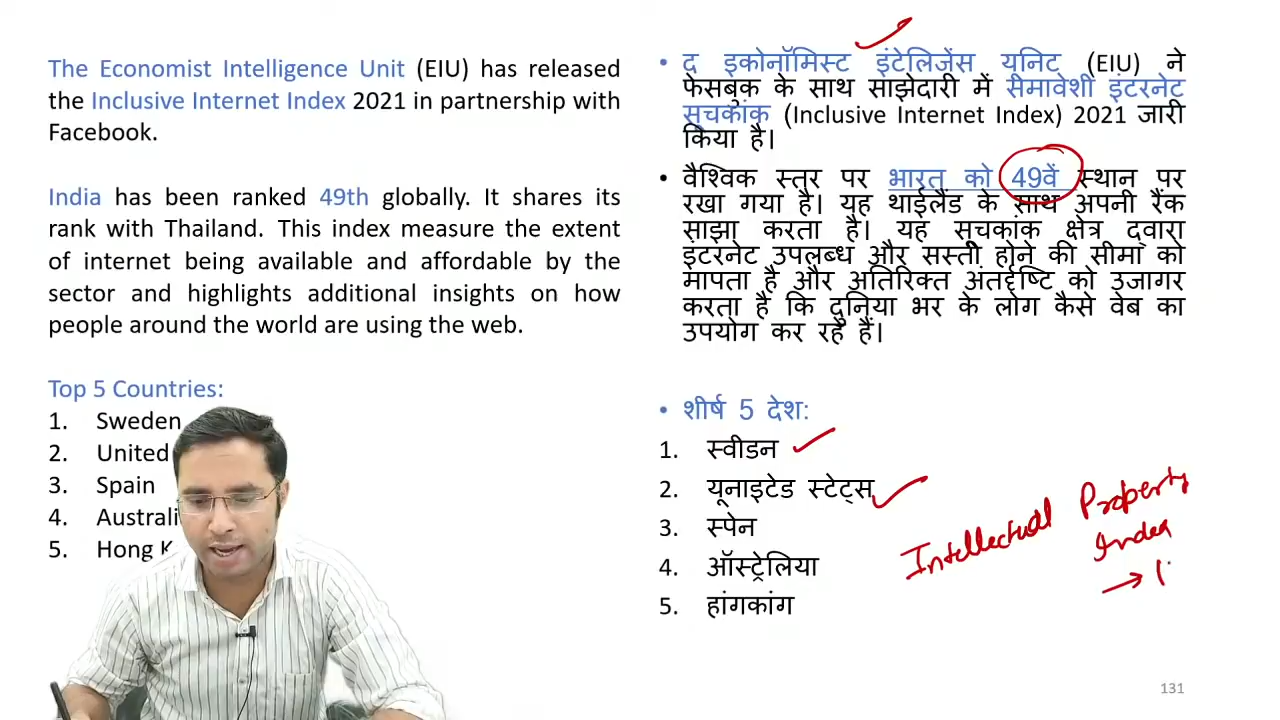 The Economist Intelligence Unit (EIU) has released
the Inclusive Internet Index 2021 in partnership with
Facebook.
India has been ranked 49th globally. It shares its
rank with Thailand. This index measure the extent
of internet being available and affordable by the
sector and highlights additional insights on how
people around the world are using the web.
Top 5 Countries:
1. Sweden
2. United
3. Spain
4. Australi
5. Hong K
• द इकोनॉमिस्ट इंटेलिजेंस यूनिट (EIU) ने
फेसबुक के साथ साझेदारी में समावेशी इंटरनेट
सूचकांक (Inclusive Internet Index) 2021 जारी
किया है।
• वैश्विक स्तर पर भारत को 49वें स्थान पर
रखा गया है। यह थाईलैंड के साथ अपनी रैंक
साझा करता है। यह सूचकांक क्षेत्र द्वारा
इंटरनेट उपलब्ध और सस्ती होने की सीमा को
मापता है और अतिरिक्त अंतर्दृष्टि को उजागर
करता है कि दुनिया भर के लोग कैसे वेब का
उपयोग कर रहे हैं।
• शीर्ष 5 देश:
1. स्वीडन
2. यूनाइटेड स्टेट्स
3. स्पेन
4. ऑस्ट्रेलिया
5. हांगकांग
Intellectual Property
Index
→
131